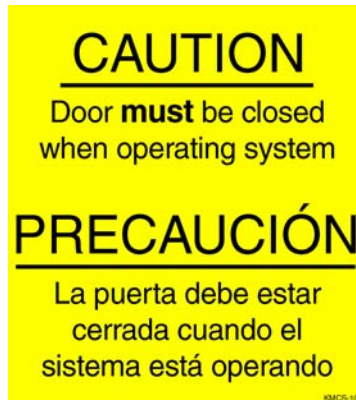 CAUTION
Door must be closed
when operating system
PRECAUCIÓN
La puerta debe estar
cerrada cuando el
sistema está operando